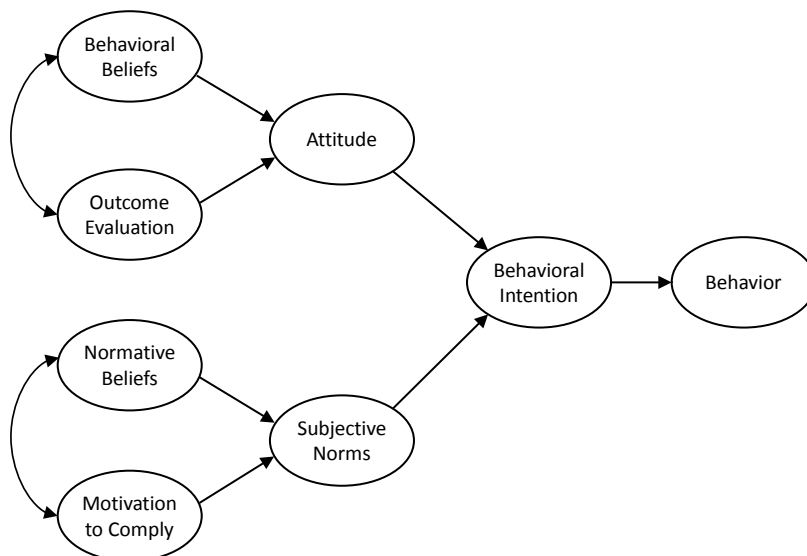 Behavioral
Beliefs
Attitude
Outcome
Evaluation
Behavioral
Intention
Behavior
Normative
Beliefs
Subjective
Norms
Motivation
to Comply